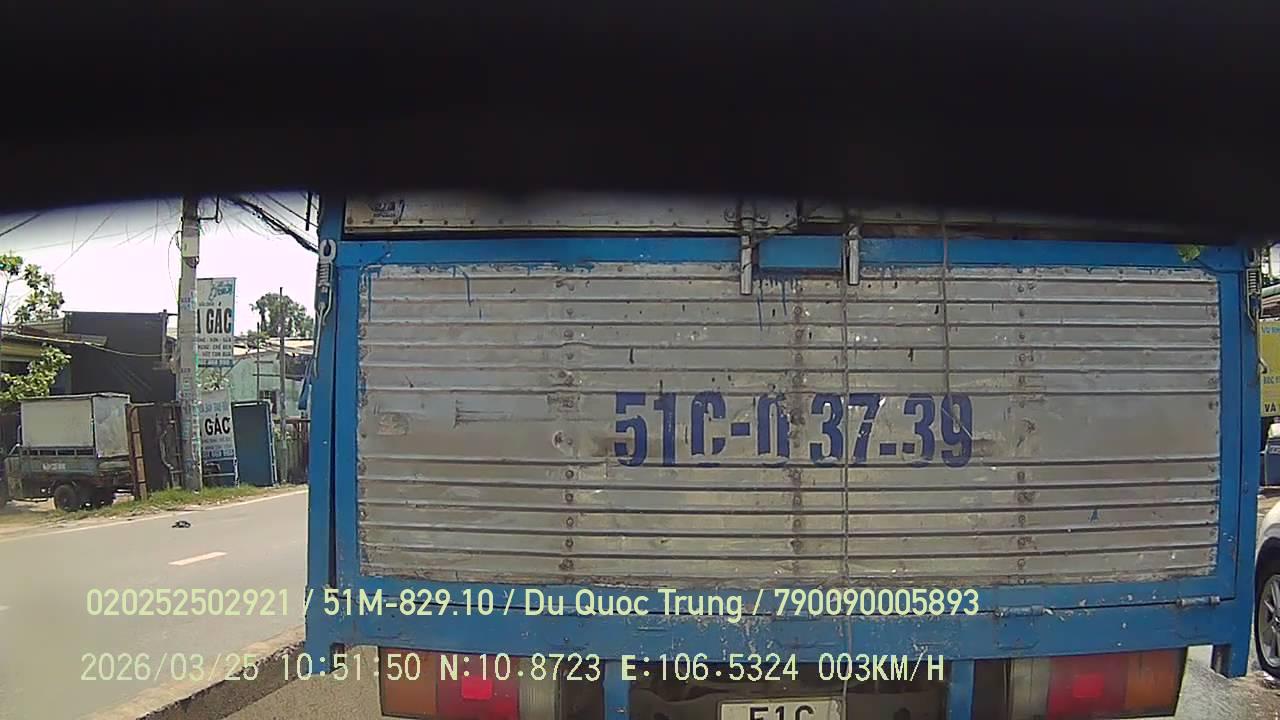 GÁC
GÁC
51C-037.39
51C
020252502921 / 51M-829.10 / Du Quoc Trung / 790090005893
2026/03/25 10:51:50 N:10.8723 E:106.5324 003KM/H